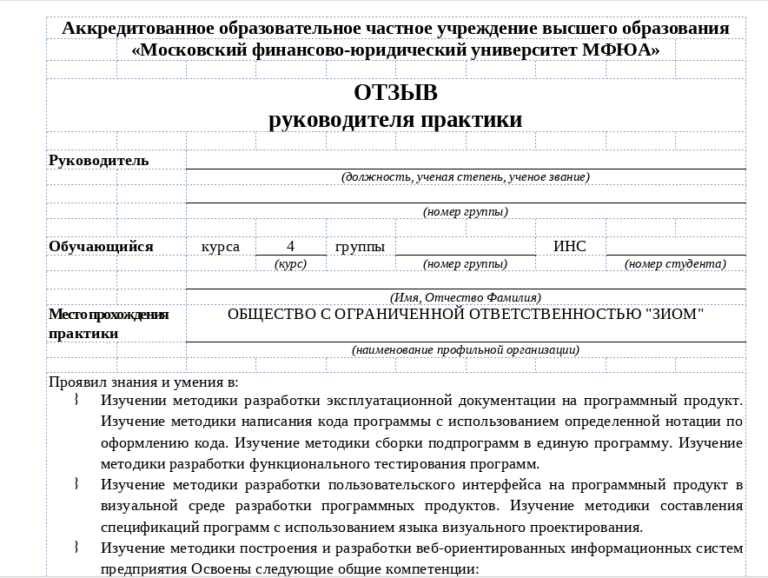 Аккредитованное образовательное частное учреждение высшего образования
«Московский финансово-юридический университет МФЮА»
ОТЗЫВ
руководителя практики
Руководитель
(должность, ученая степень, ученое звание)
(номер группы)
Обучающийся курса 4 группы ИНС
(курс) (номер группы) (номер студента)
(Имя, Отчество Фамилия)
Место прохождения ОБЩЕСТВО С ОГРАНИЧЕННОЙ ОТВЕТСТВЕННОСТЬЮ "ЗИОМ"
практики
(наименование профильной организации)
Проявил знания и умения в:
Изучении методики разработки эксплуатационной документации на программный продукт.
Изучение методики написания кода программы с использованием определенной нотации по
оформлению кода. Изучение методики сборки подпрограмм в единую программу. Изучение
методики разработки функционального тестирования программ.
Изучение методики разработки пользовательского интерфейса на программный продукт в
визуальной среде разработки программных продуктов. Изучение методики составления
спецификаций программ с использованием языка визуального проектирования.
Изучение методики построения и разработки веб-ориентированных информационных систем
предприятия Освоены следующие общие компетенции: